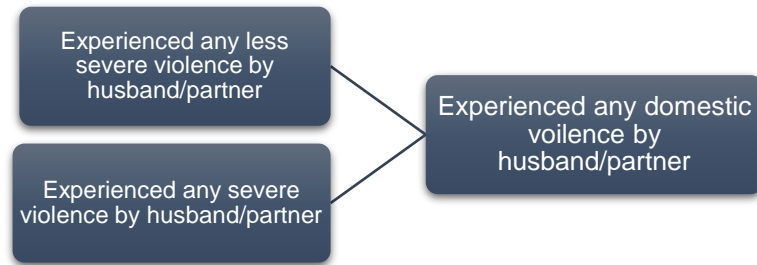 Experienced any less
severe violence by
husband/partner
Experienced any severe
violence by husband/partner
Experienced any domestic
voilence by
husband/partner